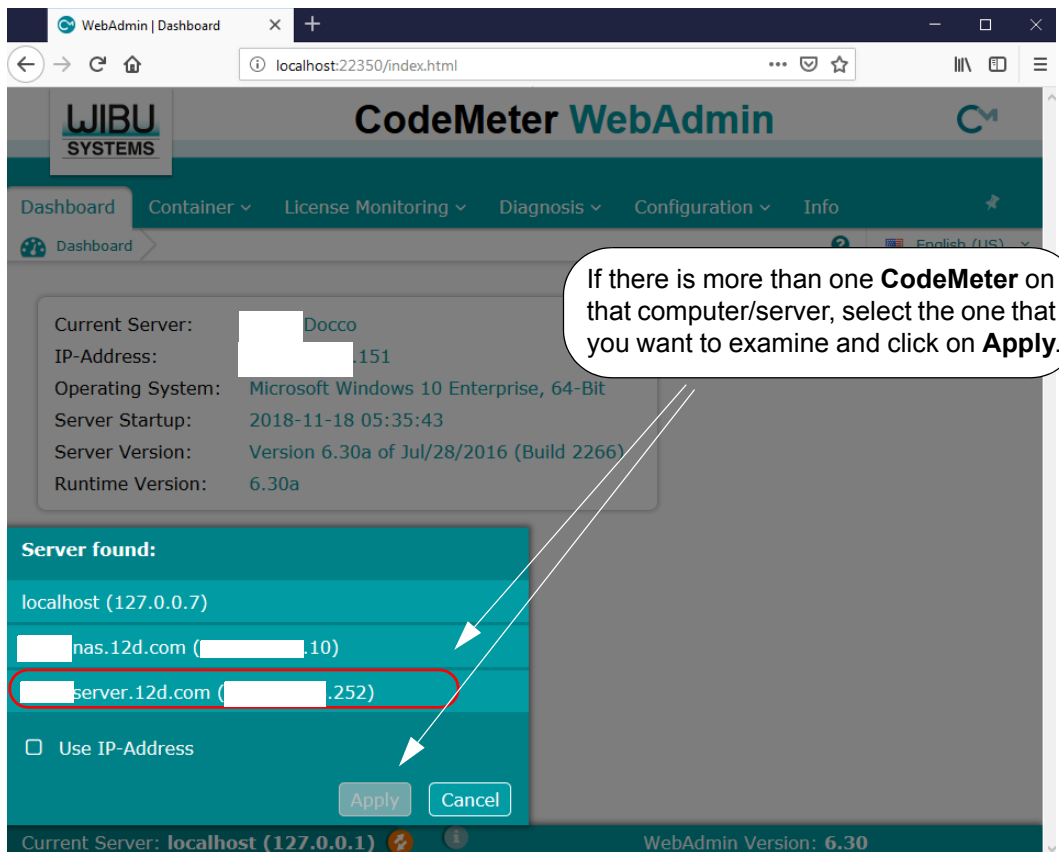 WebAdmin | Dashboard
localhost:22350/index.html
WIBU
SYSTEMS
CodeMeter WebAdmin
Dashboard Container License Monitoring Diagnosis Configuration Info
Dashboard
? English (US)
If there is more than one CodeMeter on
that computer/server, select the one that
you want to examine and click on Apply.
Current Server: Docco
IP-Address: .151
Operating System: Microsoft Windows 10 Enterprise, 64-Bit
Server Startup: 2018-11-18 05:35:43
Server Version: Version 6.30a of Jul/28/2016 (Build 2266)
Runtime Version: 6.30a
Server found:
localhost (127.0.0.7)
nas.12d.com (.10)
server.12d.com (.252)
Use IP-Address
Apply Cancel
Current Server: localhost (127.0.0.1) WebAdmin Version: 6.30